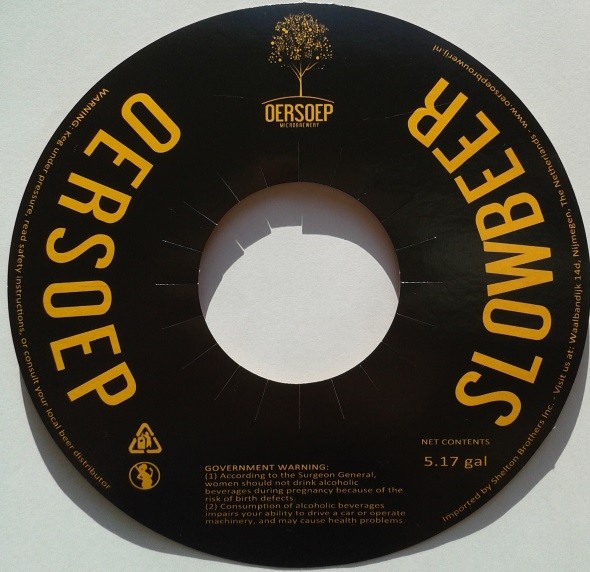 OERSOEP
MICROBREWERY
OERSOEP
SLOWBEER
WARNING: Keg under pressure, read safety instructions, or consult your local beer distributor
GOVERNMENT WARNING:
(1) According to the Surgeon General,
women should not drink alcoholic
beverages during pregnancy because of the
risk of birth defects.
(2) Consumption of alcoholic beverages
impairs your ability to drive a car or operate
machinery, and may cause health problems.
NET CONTENTS
5.17 gal
Imported by Shelton Brothers Inc. - Visit us at: Waalbandijk 14d, Nijmegen, The Netherlands - www.oersoepbrouwerij.nl